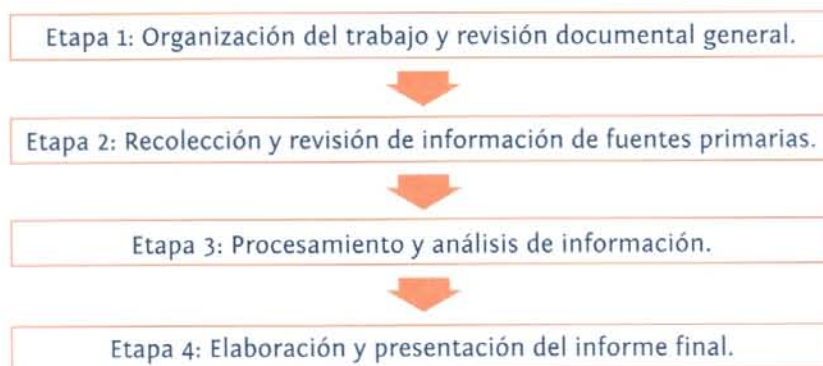 Etapa 1: Organización del trabajo y revisión documental general.
Etapa 2: Recolección y revisión de información de fuentes primarias.
Etapa 3: Procesamiento y análisis de información.
Etapa 4: Elaboración y presentación del informe final.